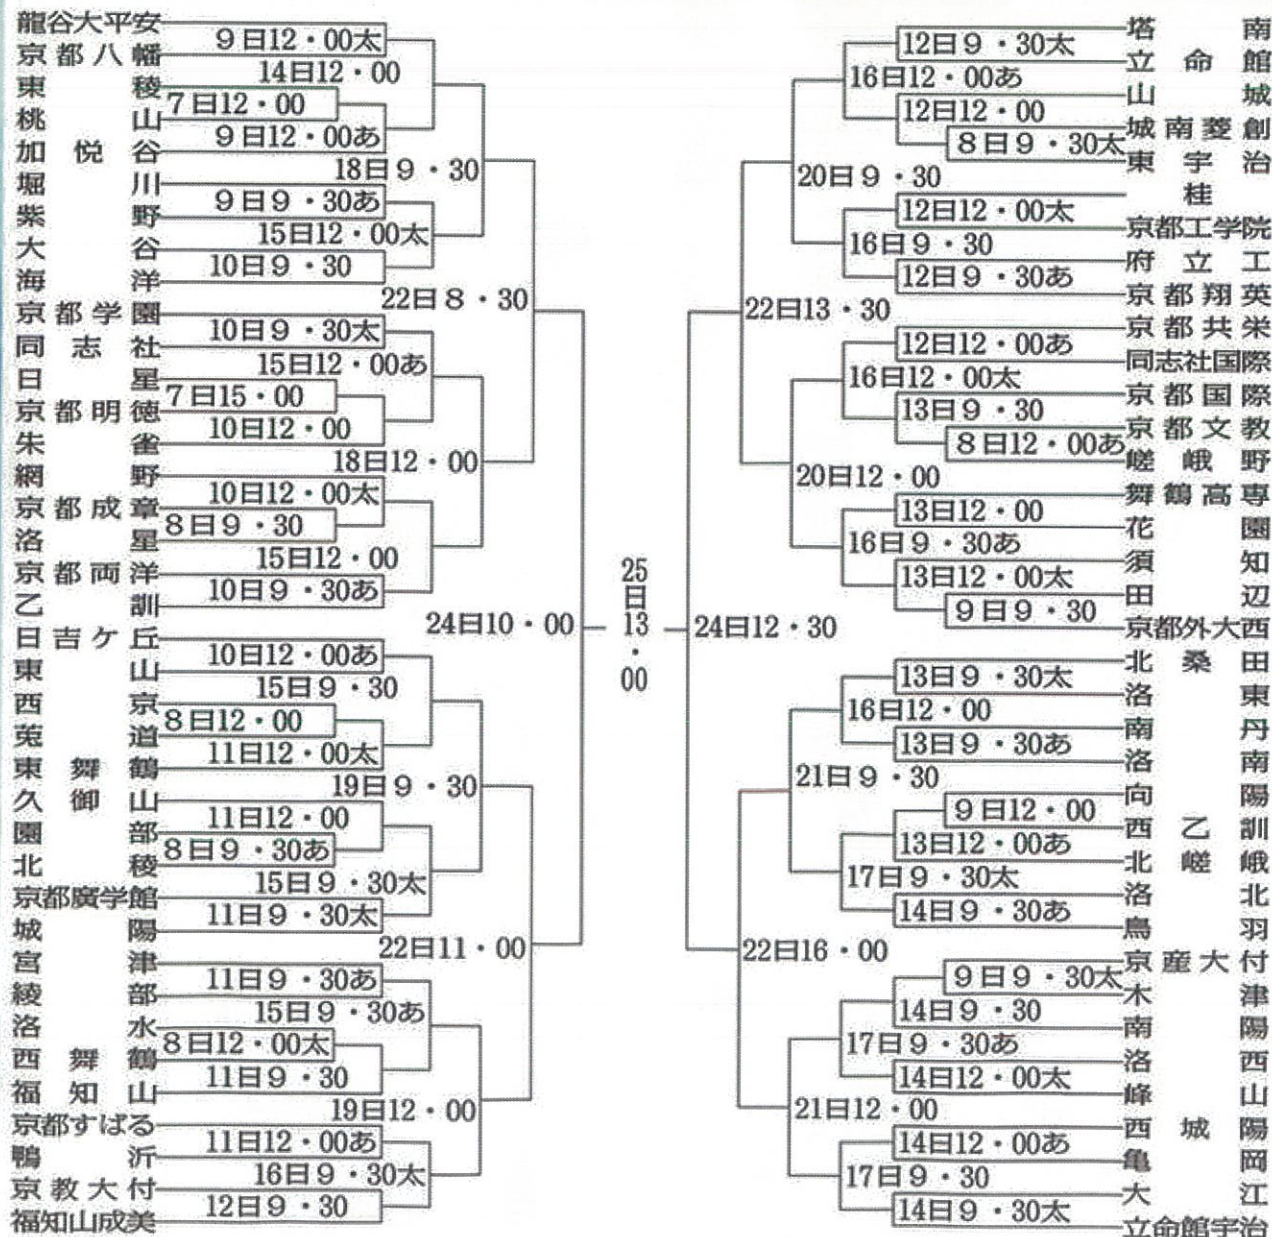 龍谷大平安
9日12・00太
京都八幡
14日12・00
東稜
7日12・00
桃山
9日12・00あ
加悦谷
18日9・30
堀川
9日9・30あ
紫野
15日12・00太
大谷
10日9・30
海洋
22日8・30
京都学園
10日9・30太
同志社
15日12・00あ
日星
7日15・00
京都明徳
10日12・00
朱雀
18日12・00
網野
10日12・00太
京都成章
8日9・30
洛星
15日12・00
京都両洋
10日9・30あ
乙訓
24日10・00
日吉ケ丘
10日12・00あ
東山
15日9・30
西京
8日12・00
莵道
11日12・00太
東舞鶴
19日9・30
久御山
11日12・00
園部
8日9・30あ
北稜
15日9・30太
京都廣学館
11日9・30太
城陽
22日11・00
宮津
11日9・30あ
綾部
15日9・30あ
洛水
8日12・00太
西舞鶴
11日9・30
福知山
19日12・00
京都すばる
11日12・00あ
鴨沂
16日9・30太
京教大付
12日9・30
福知山成美
25日13・00
塔南
12日9・30太
立命館
16日12・00あ
山城
12日12・00
城南菱創
8日9・30太
東宇治
20日9・30
桂
12日12・00太
京都工学院
16日9・30
府立工
12日9・30あ
京都翔英
22日13・30
京都共栄
12日12・00あ
同志社国際
16日12・00太
京都国際
13日9・30
京都文教
8日12・00あ
嵯峨野
20日12・00
舞鶴高専
13日12・00
花園
16日9・30あ
須知
13日12・00太
田辺
9日9・30
京都外大西
24日12・30
北桑田
13日9・30太
洛東
16日12・00
南丹
13日9・30あ
洛南
21日9・30
向陽
9日12・00
西乙訓
13日12・00あ
北嵯峨
17日9・30太
洛北
14日9・30あ
鳥羽
22日16・00
京産大付
9日9・30太
木津
14日9・30
南陽
17日9・30あ
洛西
14日12・00太
峰山
21日12・00
西城陽
14日12・00あ
亀岡
17日9・30
大江
14日9・30太
立命館宇治